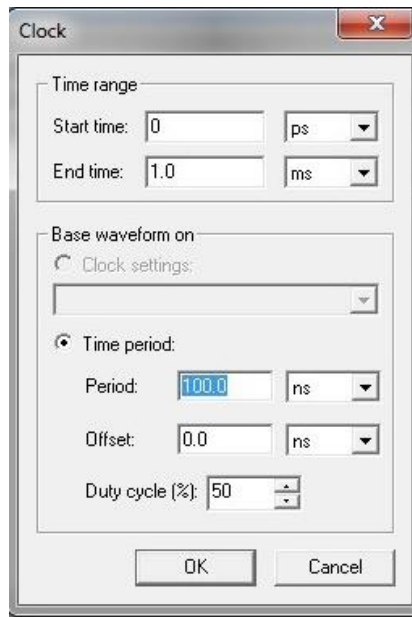 Clock
Time range
Start time: 0 ps
End time: 1.0 ms
Base waveform on
Clock settings:
Time period:
Period: 100.0 ns
Offset: 0.0 ns
Duty cycle (%): 50
OK Cancel